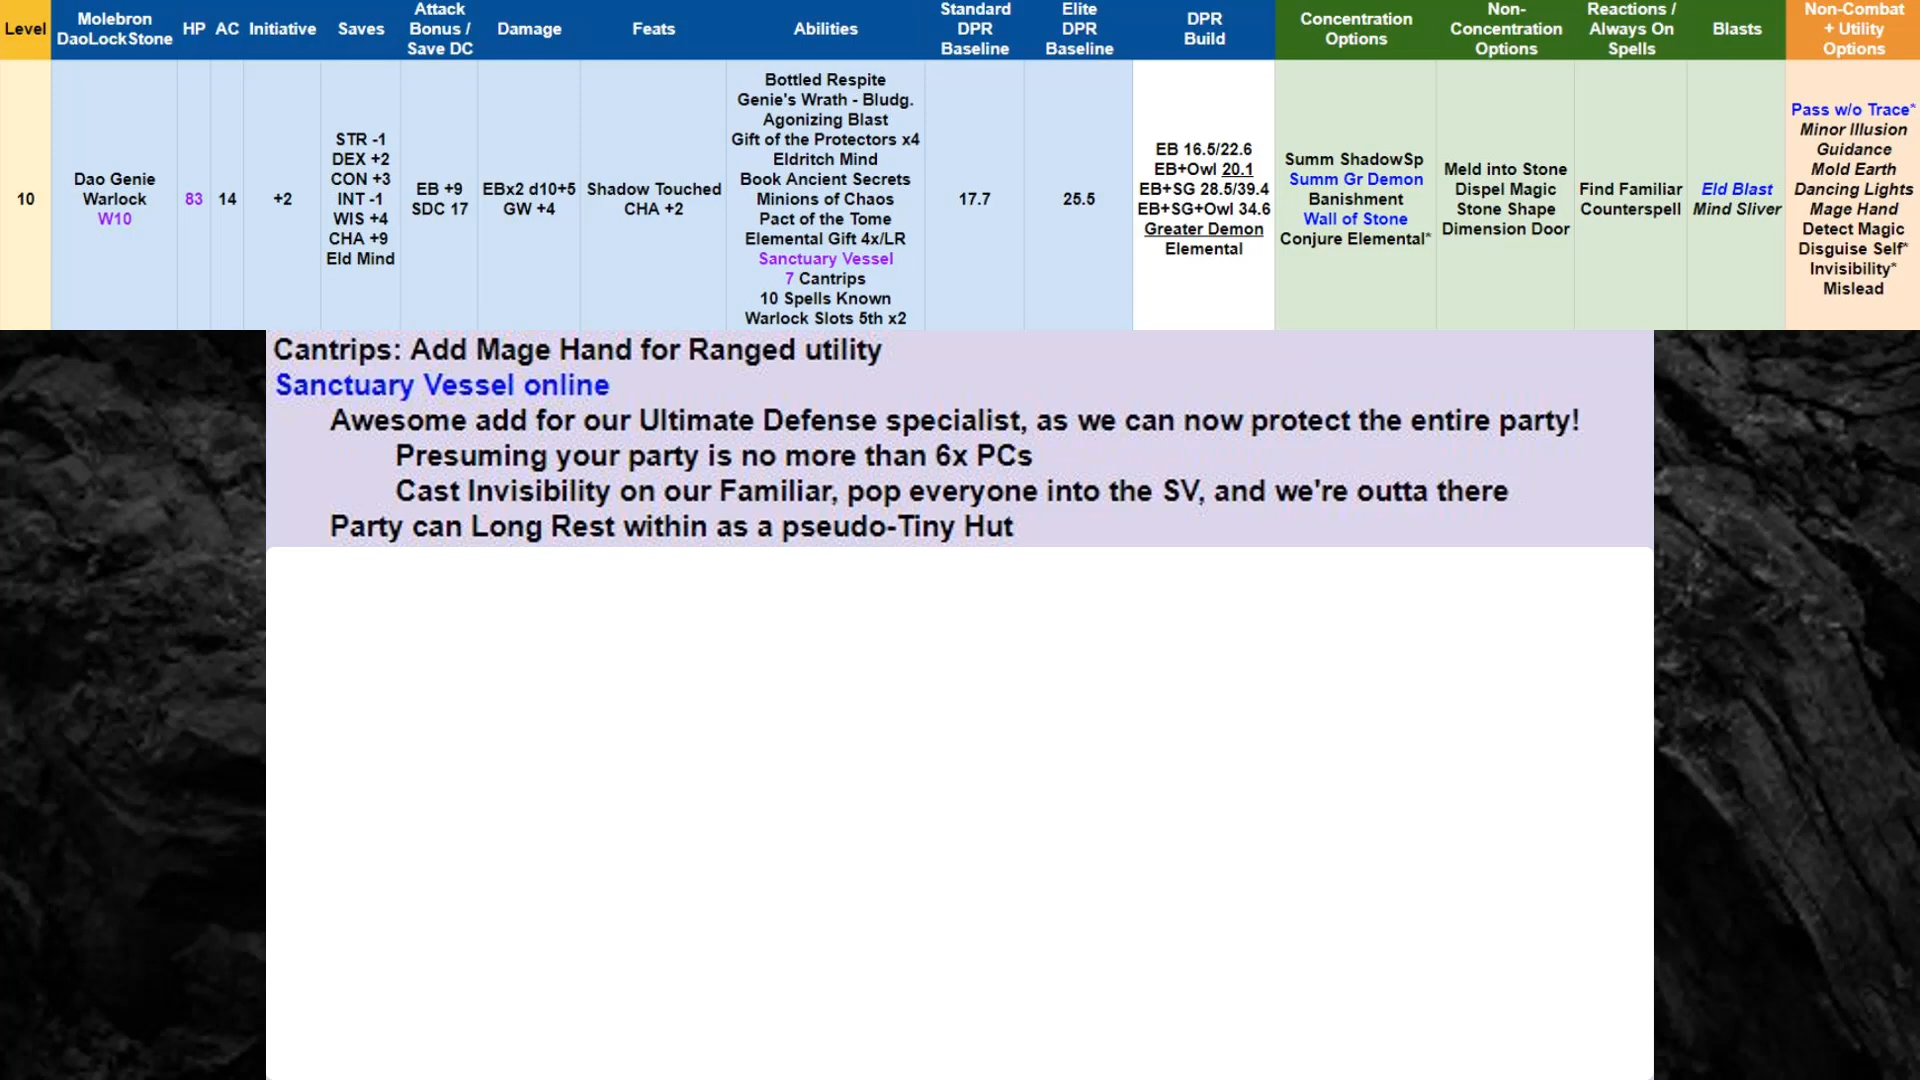 Level
Molebron
DaoLockStone
HP
AC
Initiative
Saves
Attack
Bonus /
Save DC
Damage
Feats
Abilities
Standard
DPR
Baseline
Elite
DPR
Baseline
DPR
Build
Concentration
Options
Non-
Concentration
Options
Reactions /
Always On
Spells
Blasts
Non-Combat
+ Utility
Options
10
Dao Genie
Warlock
W10
83
14
+2
STR -1
DEX +2
CON +3
INT -1
WIS +4
CHA +9
Eld Mind
EB +9
SDC 17
EBx2 d10+5
GW +4
Shadow Touched
CHA +2
Bottled Respite
Genie's Wrath - Bludg.
Agonizing Blast
Gift of the Protectors x4
Eldritch Mind
Book Ancient Secrets
Minions of Chaos
Pact of the Tome
Elemental Gift 4x/LR
Sanctuary Vessel
7 Cantrips
10 Spells Known
Warlock Slots 5th x2
17.7
25.5
EB 16.5/22.6
EB+Owl 20.1
EB+SG 28.5/39.4
EB+SG+Owl 34.6
Greater Demon
Elemental
Summ ShadowSp
Summ Gr Demon
Banishment
Wall of Stone
Conjure Elemental*
Meld into Stone
Dispel Magic
Stone Shape
Dimension Door
Find Familiar
Counterspell
Eld Blast
Mind Sliver
Pass w/o Trace*
Minor Illusion
Guidance
Mold Earth
Dancing Lights
Mage Hand
Detect Magic
Disguise Self*
Invisibility*
Mislead
Cantrips: Add Mage Hand for Ranged utility
Sanctuary Vessel online
Awesome add for our Ultimate Defense specialist, as we can now protect the entire party!
Presuming your party is no more than 6x PCs
Cast Invisibility on our Familiar, pop everyone into the SV, and we're outta there
Party can Long Rest within as a pseudo-Tiny Hut